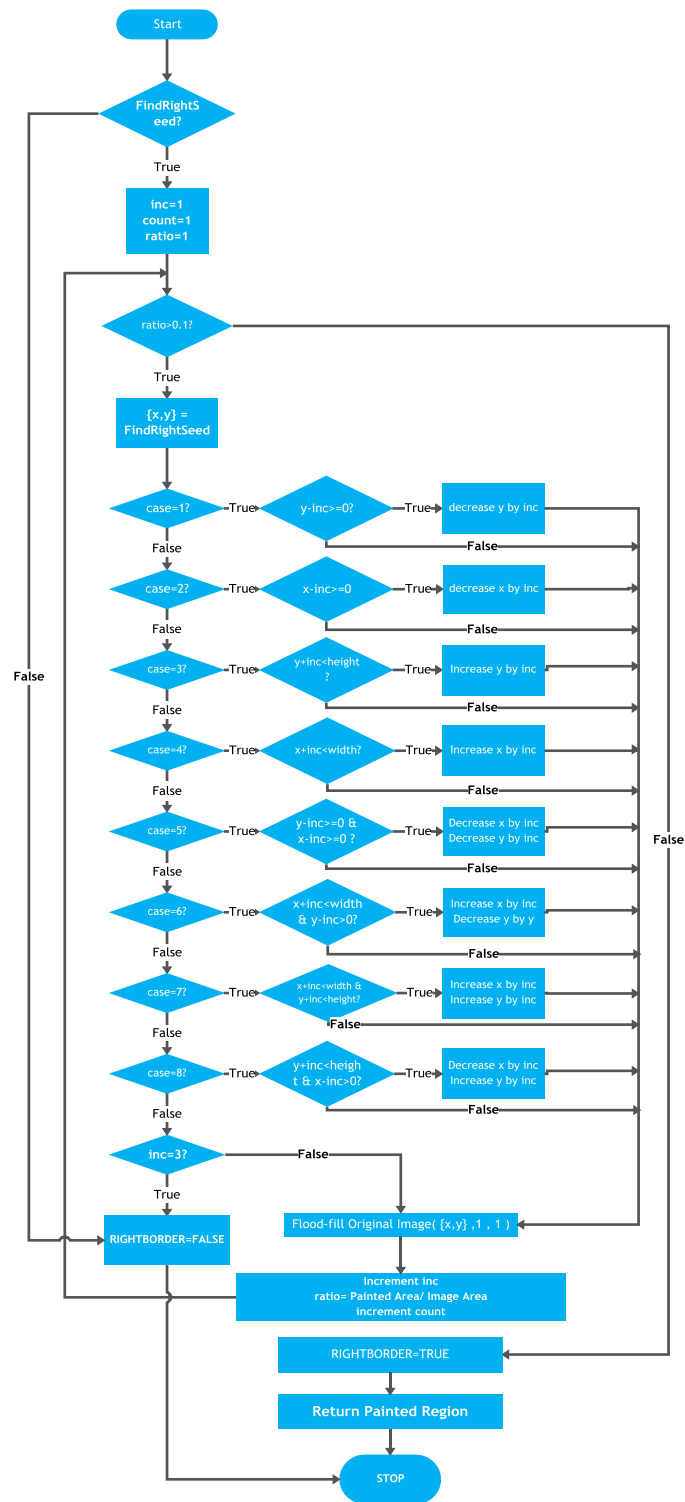 Start
FindRightS
eed?
True
inc=1
count=1
ratio=1
ratio>0.1?
True
{x,y} =
FindRightSeed
case=1?
True
y-inc>=0?
True
decrease y by inc
False
False
case=2?
True
x-inc>=0
True
decrease x by inc
False
False
case=3?
True
y+inc<height
?
True
Increase y by inc
False
False
False
case=4?
True
x+inc<width?
True
Increase x by inc
False
False
case=5?
True
y-inc>=0 &
x-inc>=0 ?
True
Decrease x by inc
Decrease y by inc
False
False
False
case=6?
True
x+inc<width
& y-inc>0?
True
Increase x by inc
Decrease y by y
False
False
case=7?
True
x+inc<width &
y+inc<height?
True
Increase x by inc
Increase y by inc
False
False
case=8?
True
y+inc<heigh
t & x-inc>0?
True
Decrease x by inc
Increase y by inc
False
False
inc=3?
False
True
RIGHTBORDER=FALSE
Flood-fill Original Image( {x,y} ,1 , 1 )
increment inc
ratio= Painted Area/ Image Area
increment count
RIGHTBORDER=TRUE
Return Painted Region
STOP